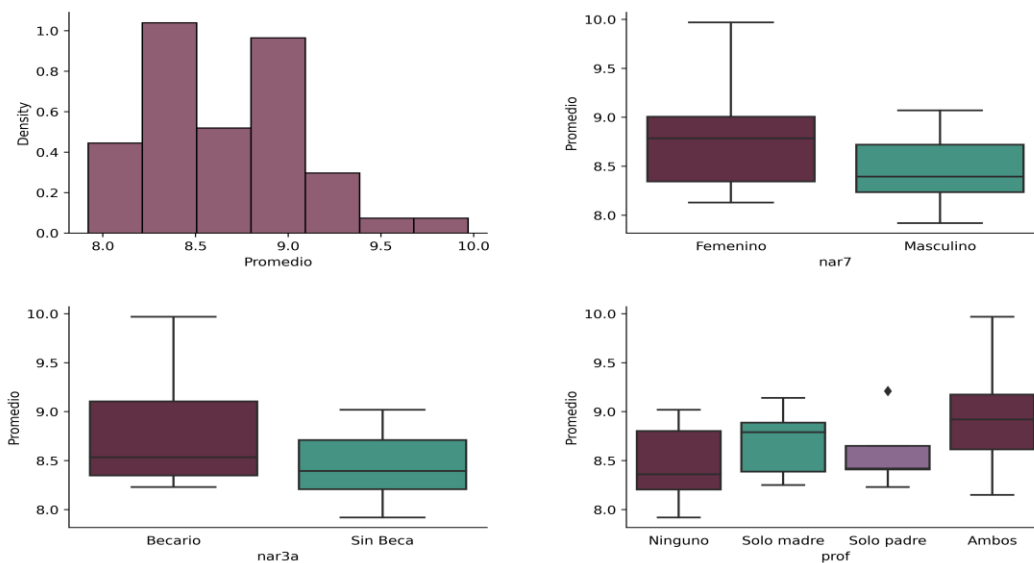 Density
1.0
0.8
0.6
0.4
0.2
0.0
8.0 8.5 9.0 9.5 10.0
Promedio
Promedio
10.0
9.5
9.0
8.5
8.0
Femenino Masculino
nar7
Promedio
10.0
9.5
9.0
8.5
8.0
Becario Sin Beca
nar3a
Promedio
10.0
9.5
9.0
8.5
8.0
Ninguno Solo madre Solo padre Ambos
prof